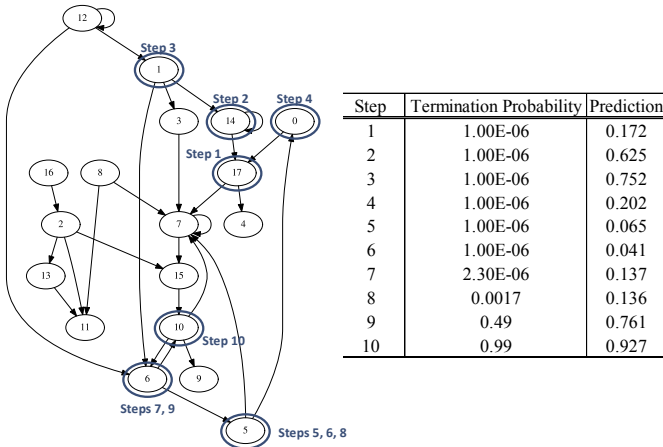 12
Step 3
1
Step 2
Step 4
3
14
0
Step 1
16
8
17
2
7
4
13
15
11
10
Step 10
6
9
Steps 7, 9
5
Steps 5, 6, 8
Step Termination Probability Prediction
1 1.00E-06 0.172
2 1.00E-06 0.625
3 1.00E-06 0.752
4 1.00E-06 0.202
5 1.00E-06 0.065
6 1.00E-06 0.041
7 2.30E-06 0.137
8 0.0017 0.136
9 0.49 0.761
10 0.99 0.927